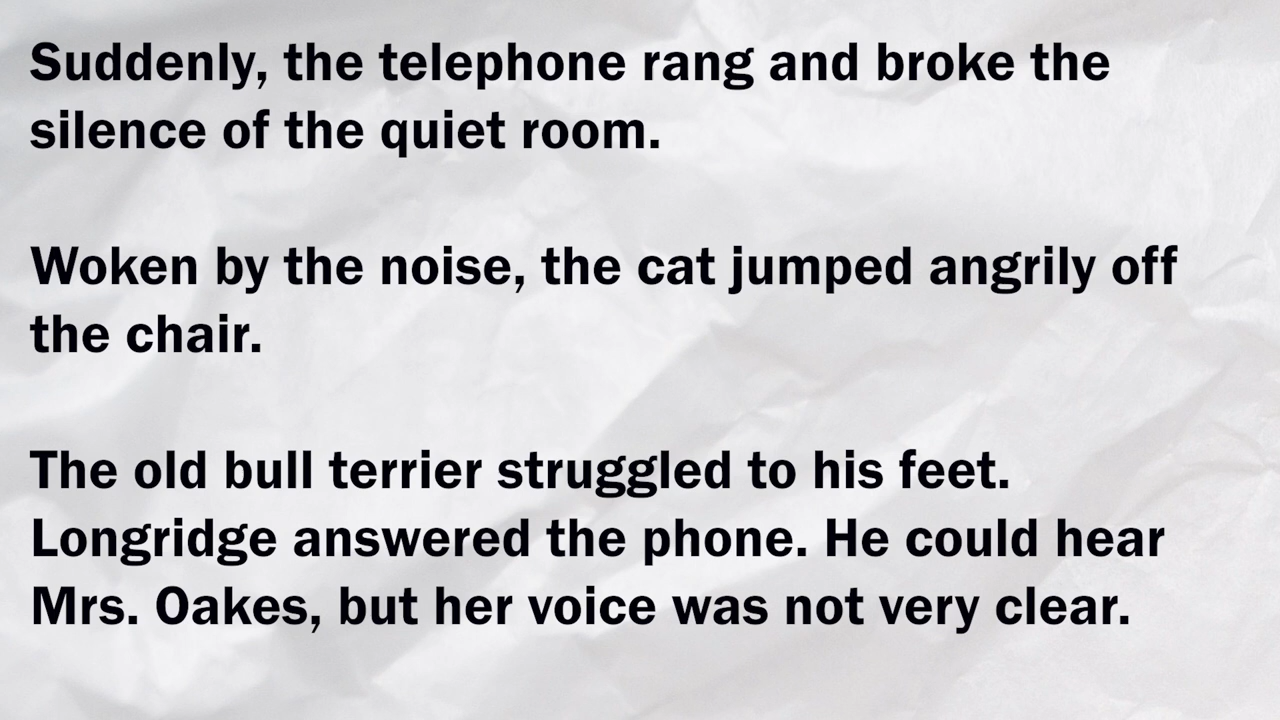 Suddenly, the telephone rang and broke the
silence of the quiet room.
Woken by the noise, the cat jumped angrily off
the chair.
The old bull terrier struggled to his feet.
Longridge answered the phone. He could hear
Mrs. Oakes, but her voice was not very clear.